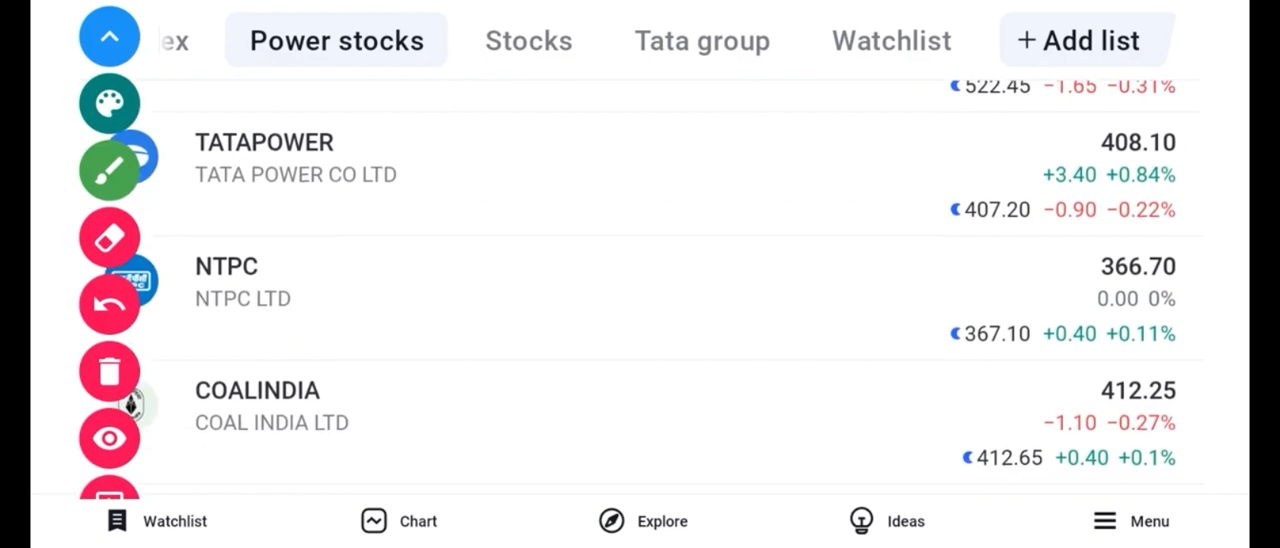 ex Power stocks Stocks Tata group Watchlist + Add list
522.45 −1.65 −0.31%
TATAPOWER 408.10
TATA POWER CO LTD +3.40 +0.84%
407.20 −0.90 −0.22%
NTPC 366.70
NTPC LTD 0.00 0%
367.10 +0.40 +0.11%
COALINDIA 412.25
COAL INDIA LTD −1.10 −0.27%
412.65 +0.40 +0.1%
Watchlist Chart Explore Ideas Menu